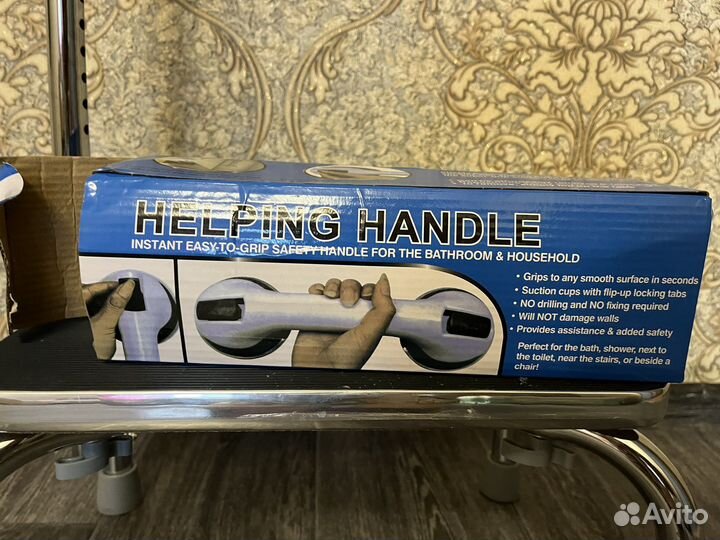 HELPING HANDLE
INSTANT EASY-TO-GRIP SAFETY HANDLE FOR THE BATHROOM & HOUSEHOLD
• Grips to any smooth surface in seconds
• Suction cups with flip-up locking tabs
• NO drilling and NO fixing required
• Will NOT damage walls
• Provides assistance & added safety
Perfect for the bath, shower, next to
the toilet, near the stairs, or beside a
chair!
Avito